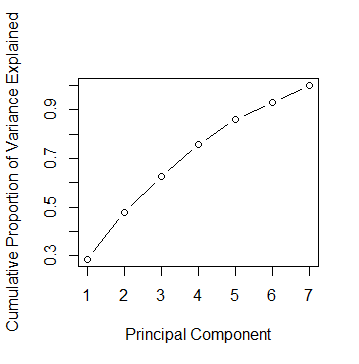 Cumulative Proportion of Variance Explained
0.9
0.7
0.5
0.3
1 2 3 4 5 6 7
Principal Component